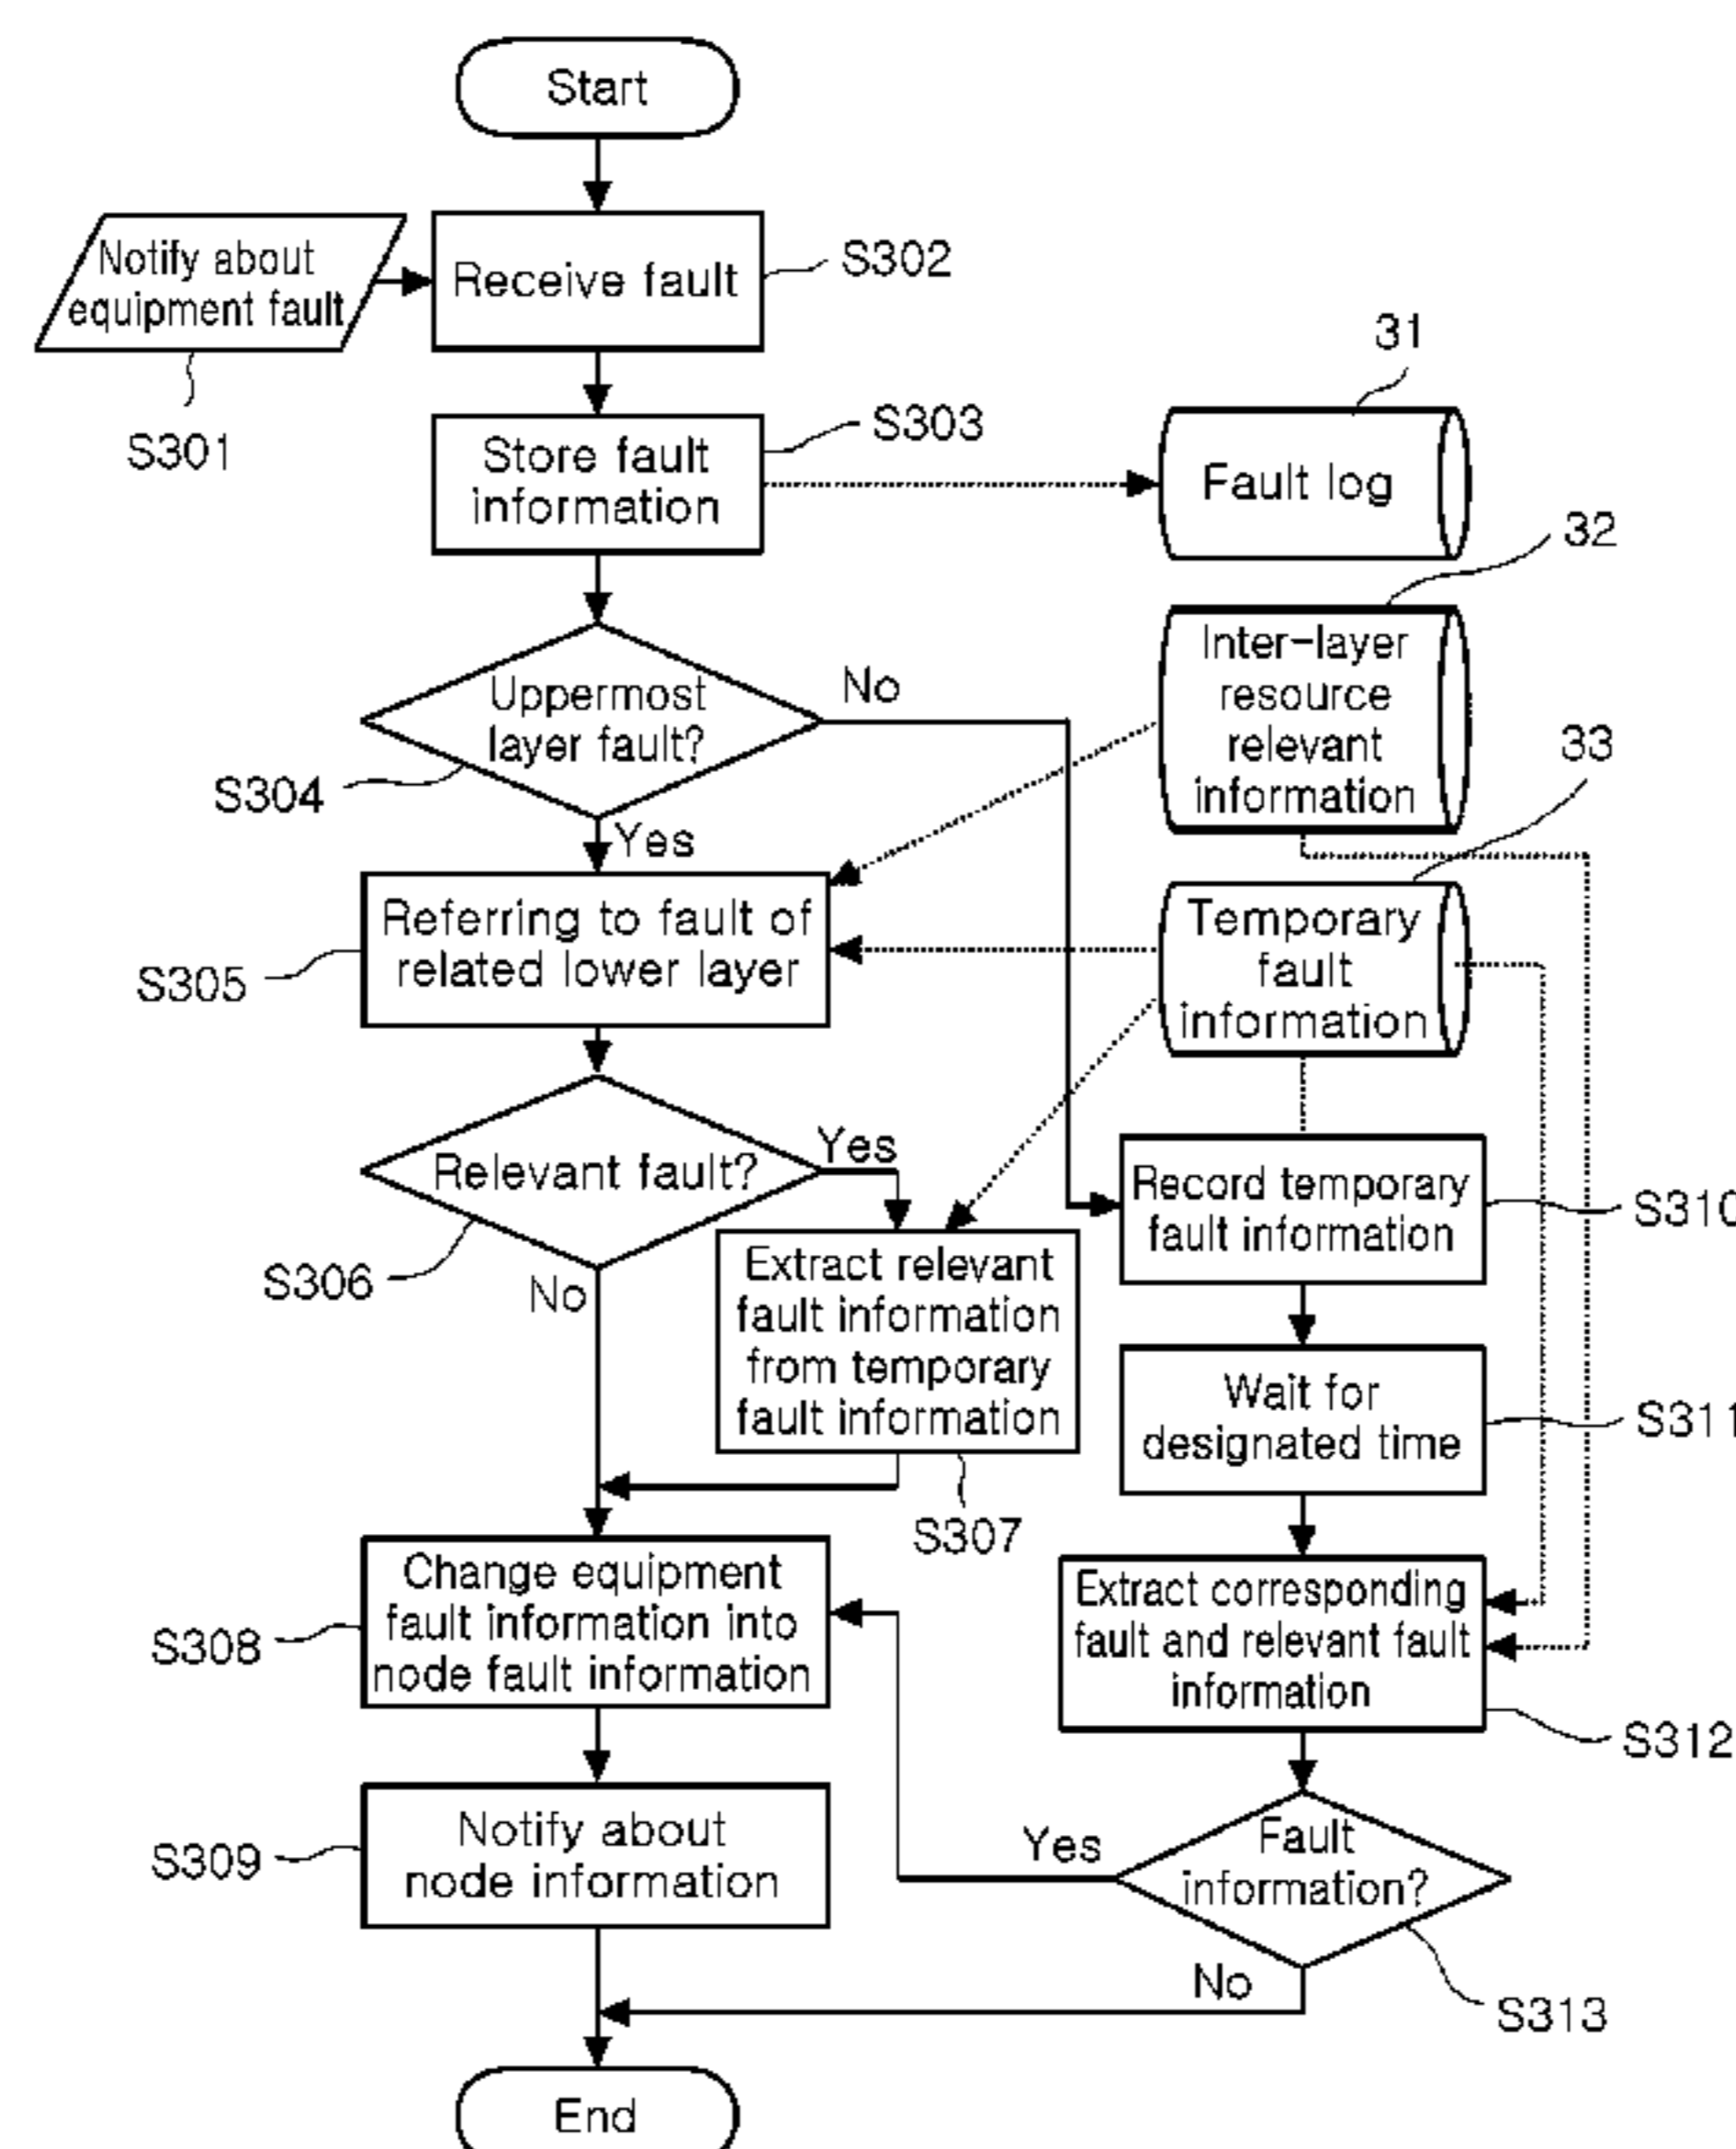 Start
Notify about
equipment fault
S301
Receive fault
S302
Store fault
information
S303
31
Fault log
32
Inter-layer
resource
relevant
information
Uppermost
layer fault?
No
S304
Yes
33
Temporary
fault
information
Referring to fault of
related lower layer
S305
Relevant fault?
Yes
S306
No
Extract relevant
fault information
from temporary
fault information
S307
Record temporary
fault information
S310
Wait for
designated time
S311
Change equipment
fault information into
node fault information
S308
Extract corresponding
fault and relevant fault
information
S312
Notify about
node information
S309
Yes
Fault
information?
No
S313
End